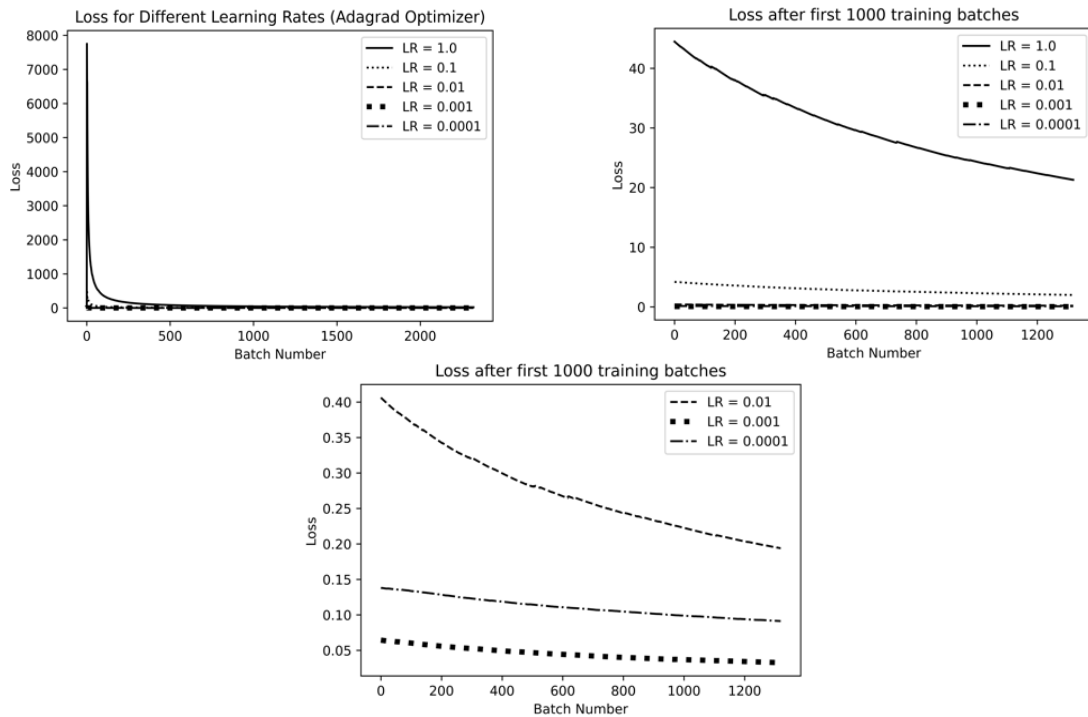 Loss for Different Learning Rates (Adagrad Optimizer)
8000
7000
6000
5000
4000
3000
2000
1000
0
Loss
LR = 1.0
LR = 0.1
LR = 0.01
LR = 0.001
LR = 0.0001
0
500
1000
1500
2000
Batch Number
Loss after first 1000 training batches
40
30
20
10
0
Loss
LR = 1.0
LR = 0.1
LR = 0.01
LR = 0.001
LR = 0.0001
0
200
400
600
800
1000
1200
Batch Number
Loss after first 1000 training batches
0.40
0.35
0.30
0.25
0.20
0.15
0.10
0.05
Loss
LR = 0.01
LR = 0.001
LR = 0.0001
0
200
400
600
800
1000
1200
Batch Number